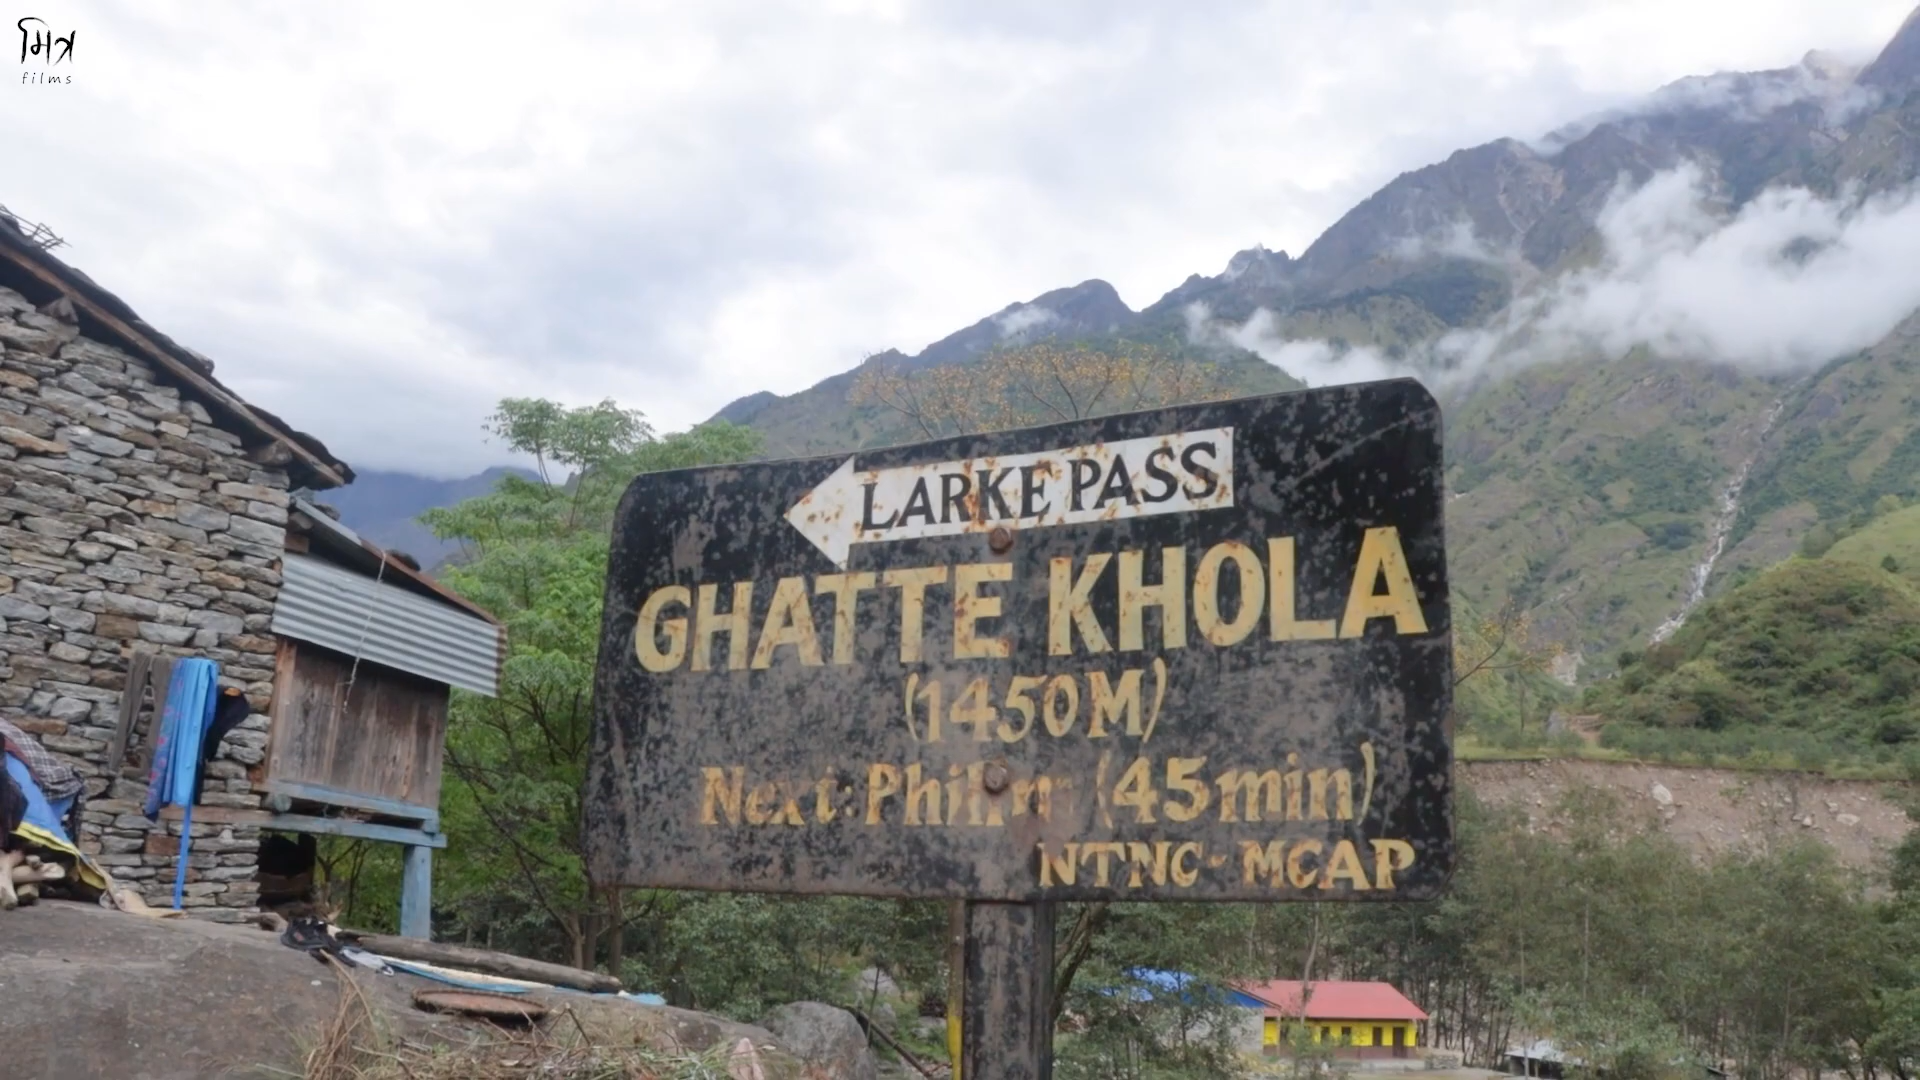 मित्र
films
LARKE PASS
GHATTE KHOLA
(1450M)
Next: (45min)
NTNC-MCAP